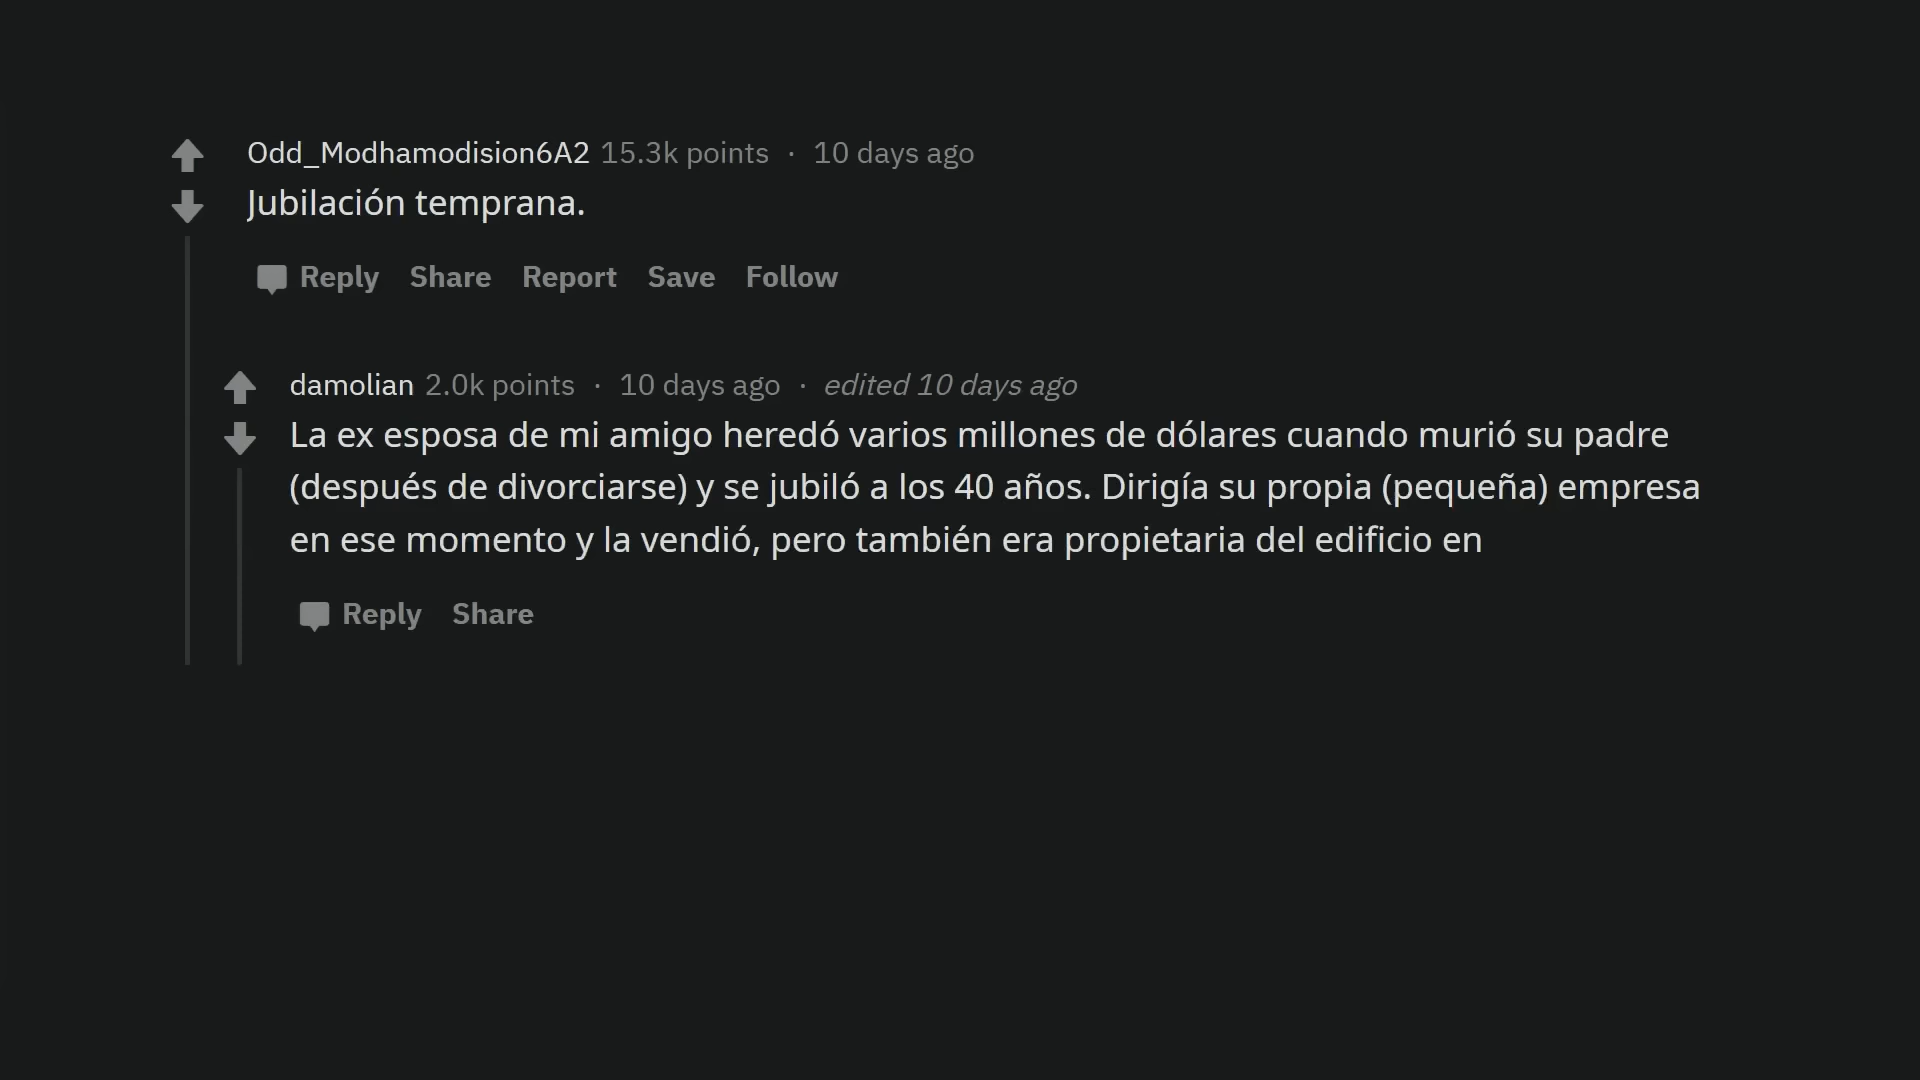 Odd_Modhamodision6A2 15.3k points · 10 days ago
Jubilación temprana.
Reply Share Report Save Follow
damolian 2.0k points · 10 days ago · edited 10 days ago
La ex esposa de mi amigo heredó varios millones de dólares cuando murió su padre
(después de divorciarse) y se jubiló a los 40 años. Dirigía su propia (pequeña) empresa
en ese momento y la vendió, pero también era propietaria del edificio en
Reply Share